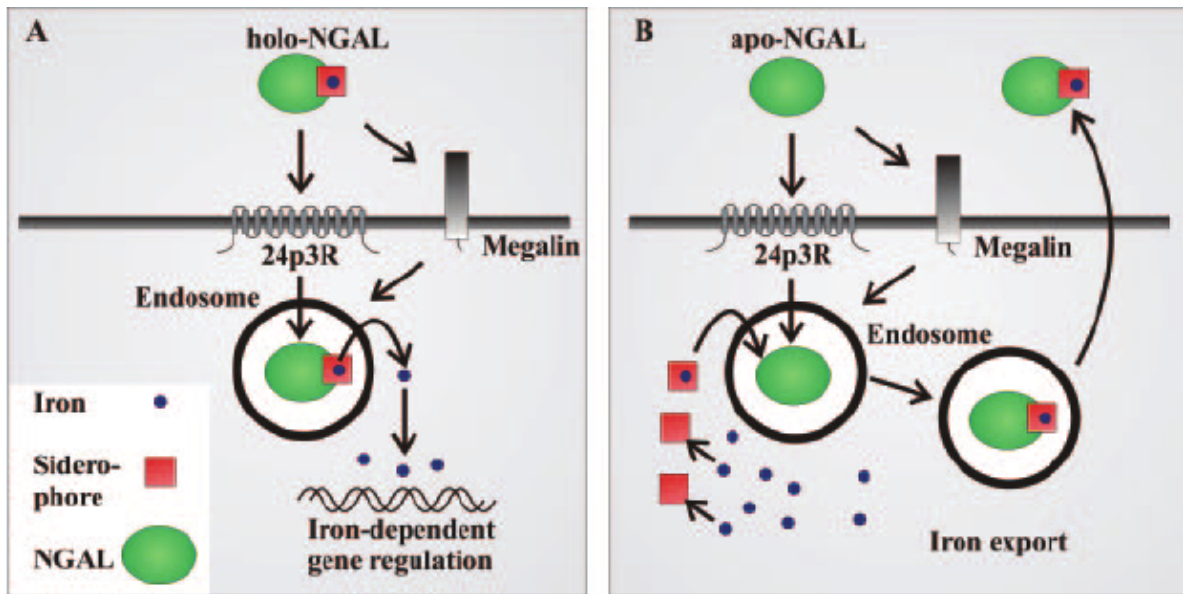 A
holo-NGAL
24p3R
Megalin
Endosome
Iron
Sidero-
phore
NGAL
Iron-dependent
gene regulation
B
apo-NGAL
24p3R
Megalin
Endosome
Iron export